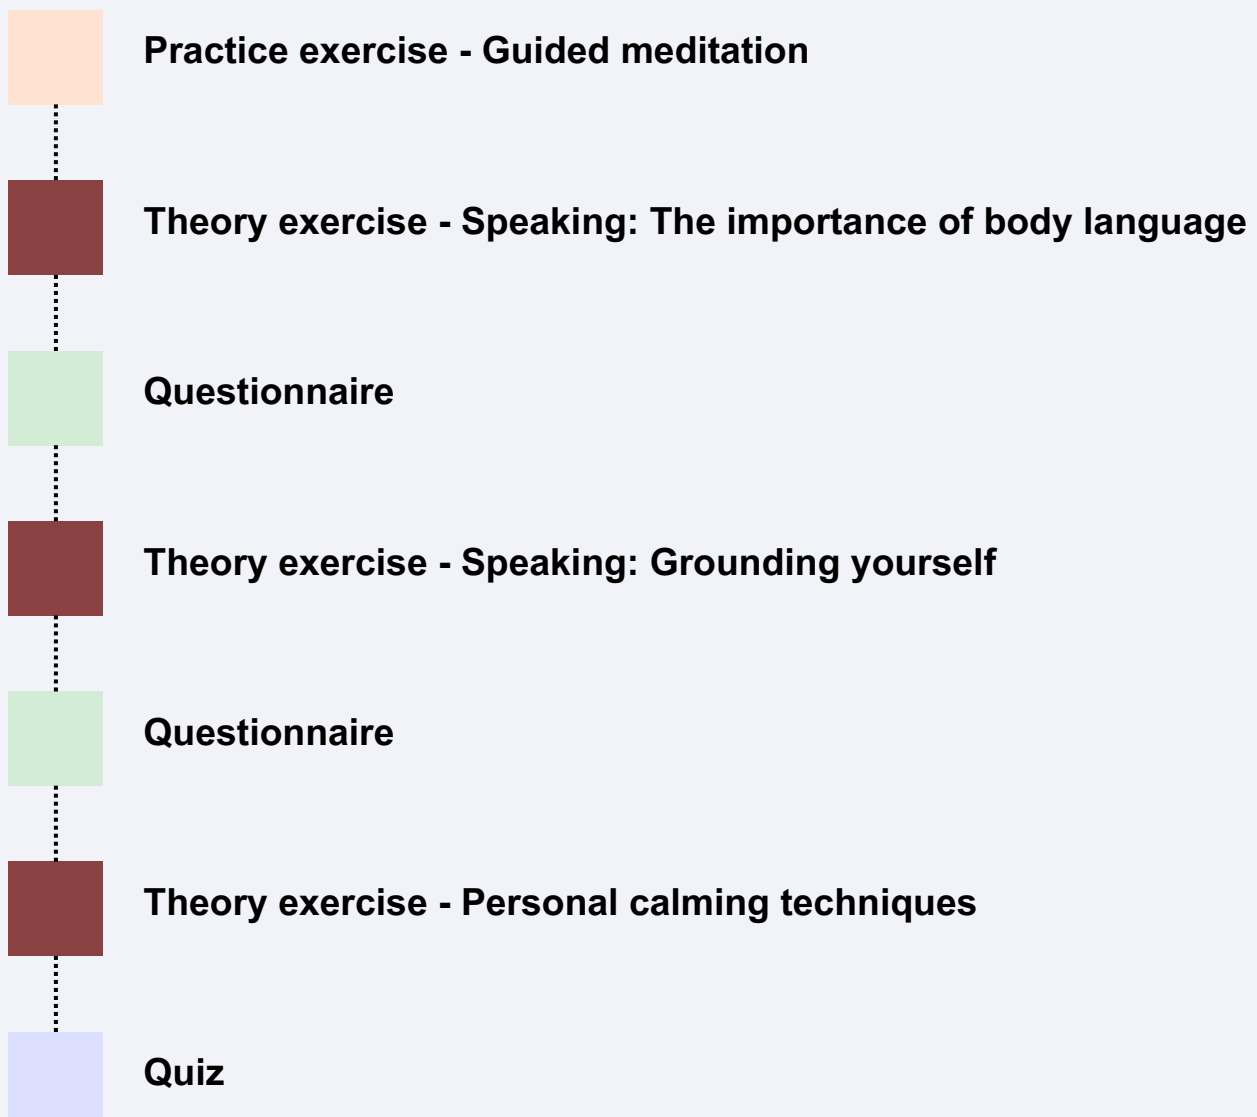 Practice exercise - Guided meditation
Theory exercise - Speaking: The importance of body language
Questionnaire
Theory exercise - Speaking: Grounding yourself
Questionnaire
Theory exercise - Personal calming techniques
Quiz